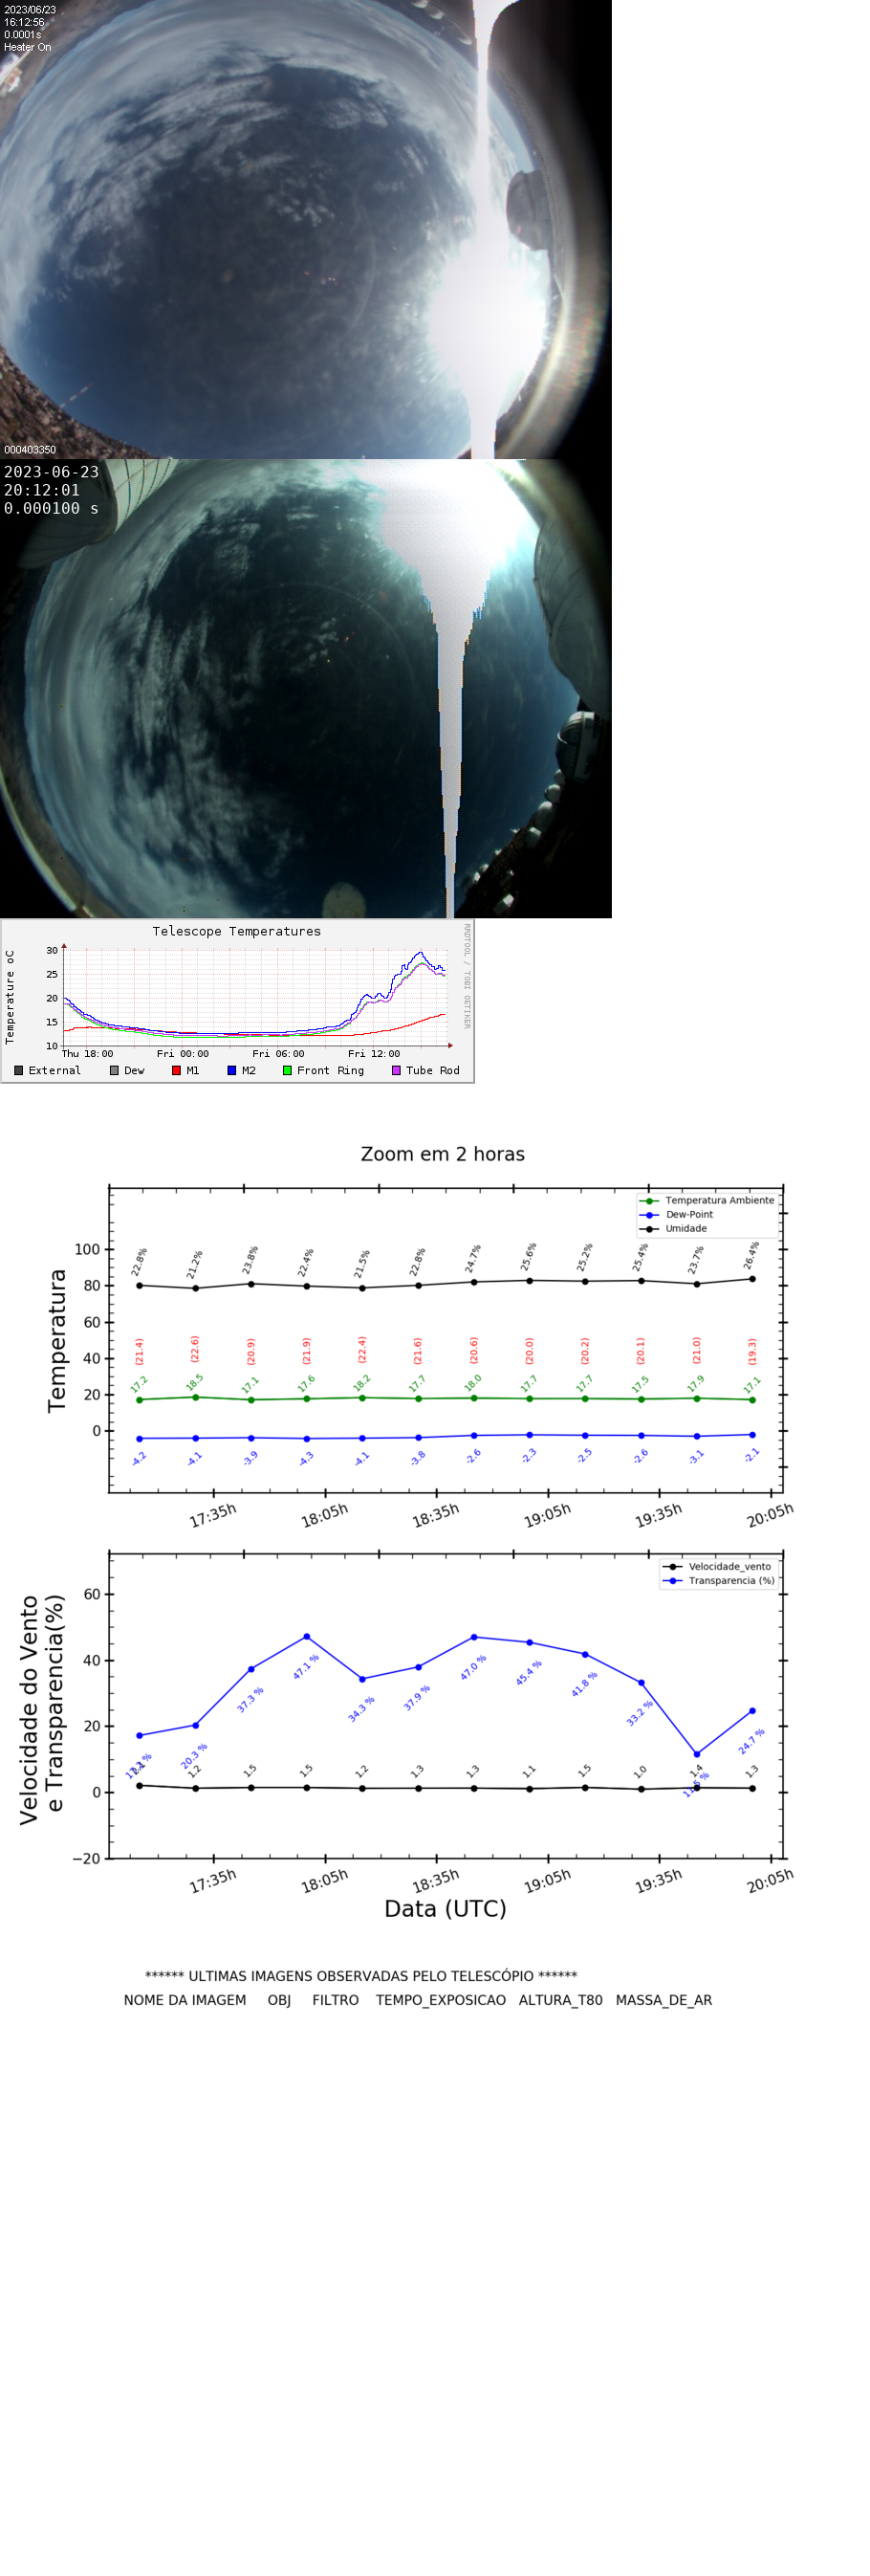 2023/06/23
16:12:56
0.0001s
Heater On
000403350
2023-06-23
20:12:01
0.000100 s
Telescope Temperatures
RRDTOOL / TOBI OETIKER
Temperature oC
30
25
20
15
10
Thu 18:00 Fri 00:00 Fri 06:00 Fri 12:00
External Dew M1 M2 Front Ring Tube Rod
Zoom em 2 horas
Temperatura Ambiente
Dew-Point
Umidade
Temperatura
100
80
60
40
20
0
22.8% 21.2% 23.8% 22.4% 21.5% 22.8% 24.7% 25.6% 25.2% 25.4% 23.7% 26.4%
(21.4) (22.6) (20.9) (21.9) (22.4) (21.6) (20.6) (20.0) (20.2) (20.1) (21.0) (19.3)
17.2 18.5 17.1 17.6 18.2 17.7 18.0 17.7 17.7 17.5 17.9 17.1
-4.2 -4.1 -3.9 -4.3 -4.1 -3.8 -2.6 -2.3 -2.5 -2.6 -3.1 -2.1
17:35h 18:05h 18:35h 19:05h 19:35h 20:05h
Velocidade_vento
Transparencia (%)
Velocidade do Vento
e Transparencia(%)
60
40
20
0
−20
20.3 % 37.3 % 47.1 % 34.3 % 37.9 % 47.0 % 45.4 % 41.8 % 33.2 % 24.7 %
1.2 1.5 1.5 1.2 1.3 1.3 1.1 1.5 1.0 1.4 1.3
17:35h 18:05h 18:35h 19:05h 19:35h 20:05h
Data (UTC)
****** ULTIMAS IMAGENS OBSERVADAS PELO TELESCÓPIO ******
NOME DA IMAGEM OBJ FILTRO TEMPO_EXPOSICAO ALTURA_T80 MASSA_DE_AR